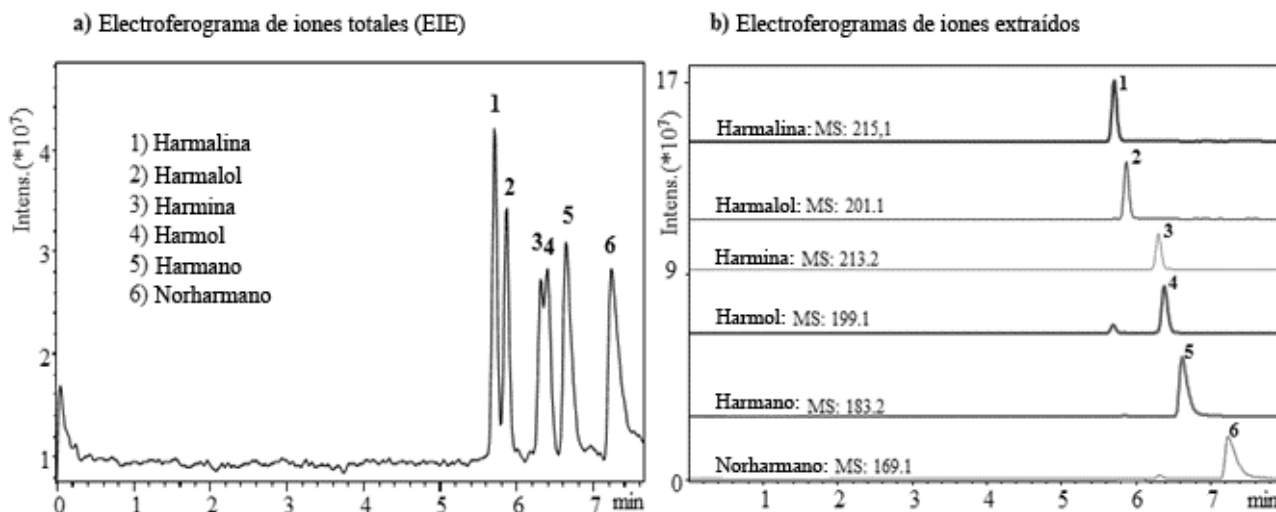 a) Electroferograma de iones totales (EIE)
Intens.(*10⁷)
4
3
2
1
1) Harmalina
2) Harmalol
3) Harmina
4) Harmol
5) Harmano
6) Norharmano
1
2
3
4
5
6
0 1 2 3 4 5 6 7 min
b) Electroferogramas de iones extraídos
Intens.(*10⁷)
17
9
0
Harmalina: MS: 215,1
1
Harmalol: MS: 201.1
2
Harmina: MS: 213.2
3
Harmol: MS: 199.1
4
Harmano: MS: 183.2
5
Norharmano: MS: 169.1
6
1 2 3 4 5 6 7 min